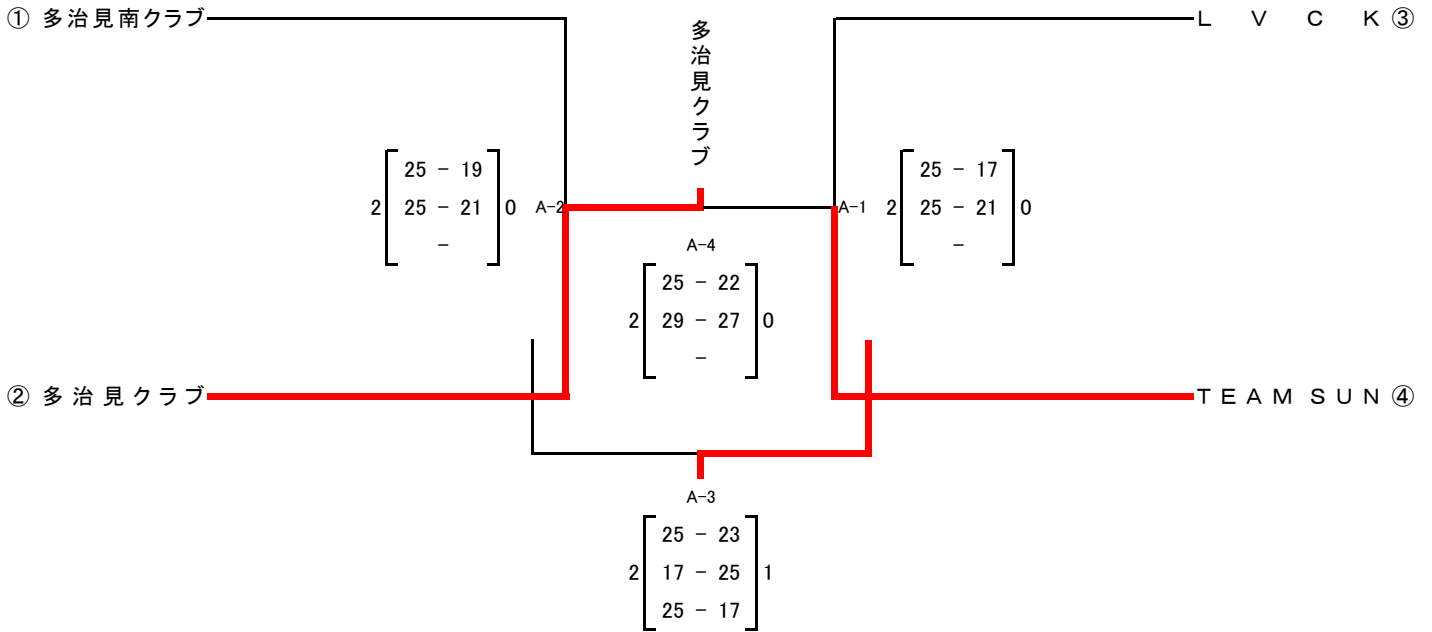 ① 多治見南クラブ
多治見クラブ
L V C K ③
25 - 19
2 25 - 21 0
-
A-2
A-1
25 - 17
2 25 - 21 0
-
A-4
25 - 22
2 29 - 27 0
-
② 多治見クラブ
TEAM SUN ④
A-3
25 - 23
2 17 - 25 1
25 - 17